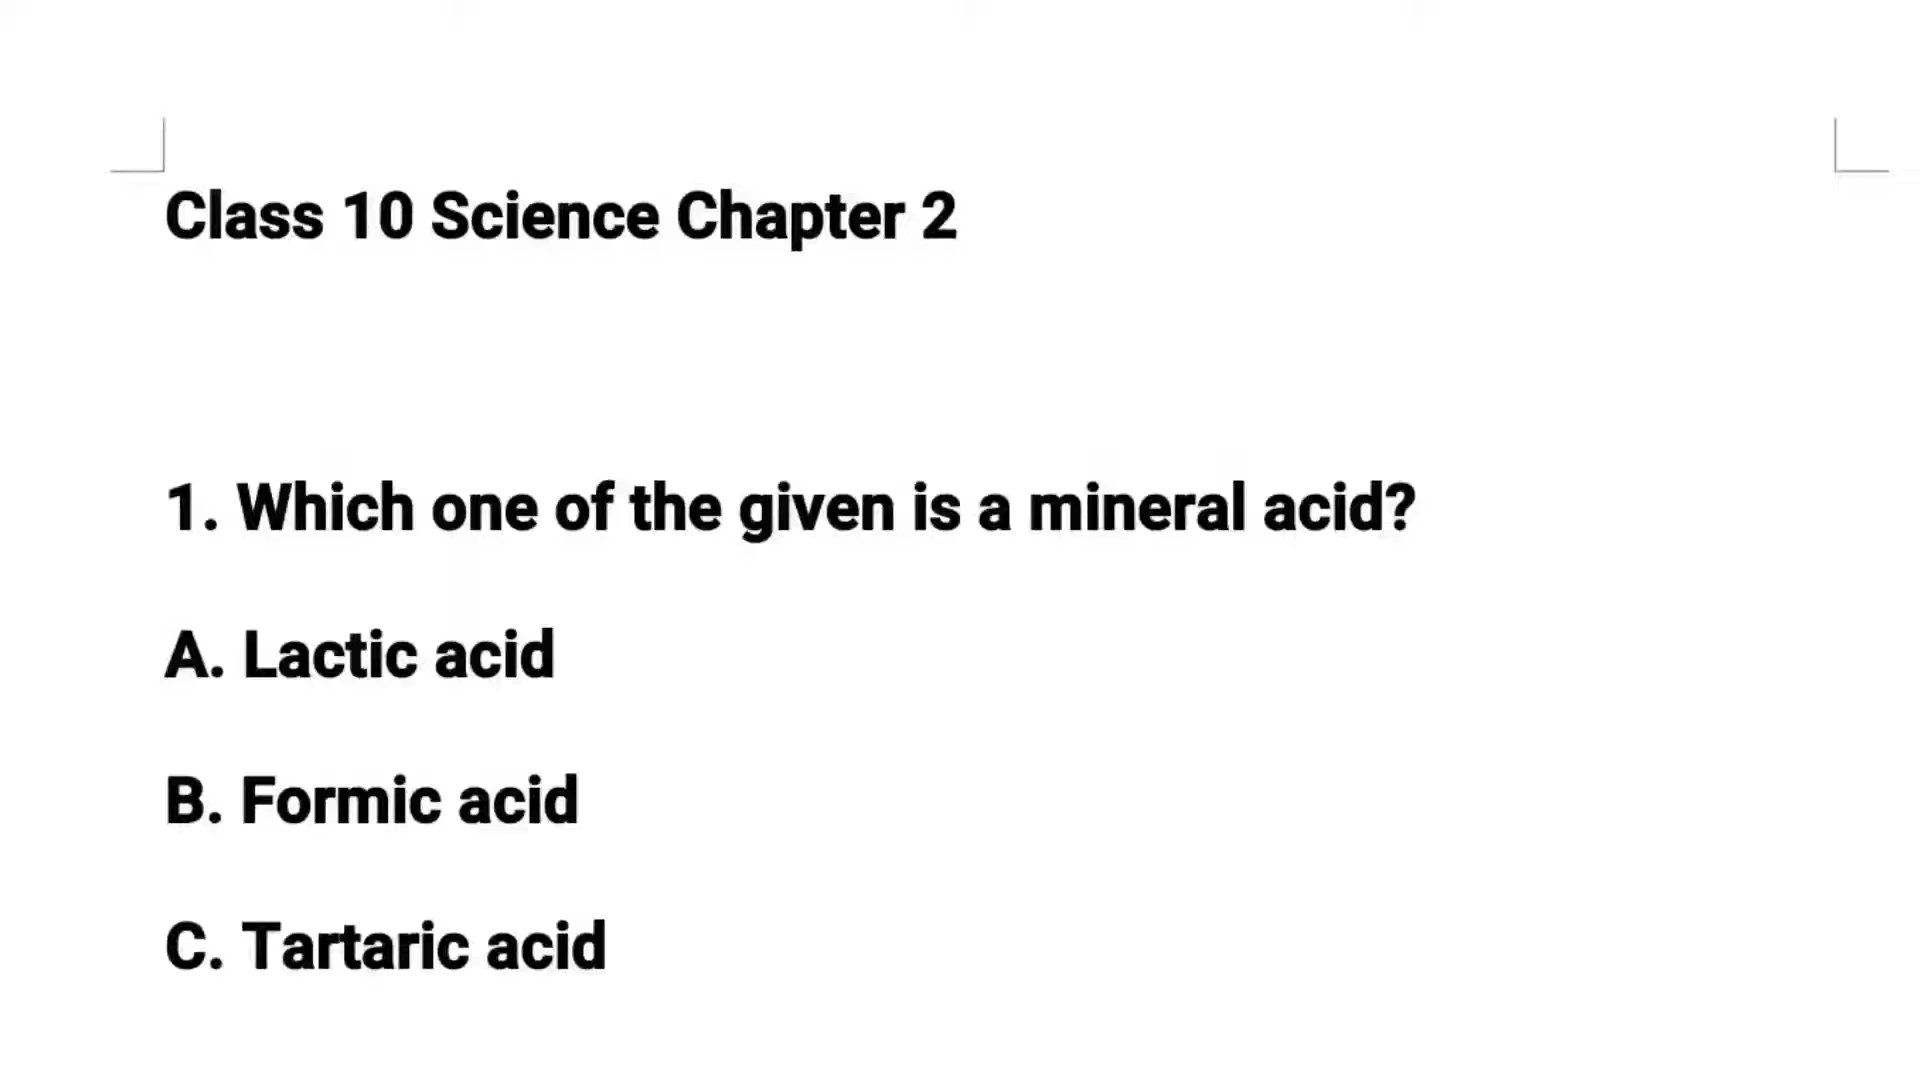 Class 10 Science Chapter 2
1. Which one of the given is a mineral acid?
A. Lactic acid
B. Formic acid
C. Tartaric acid